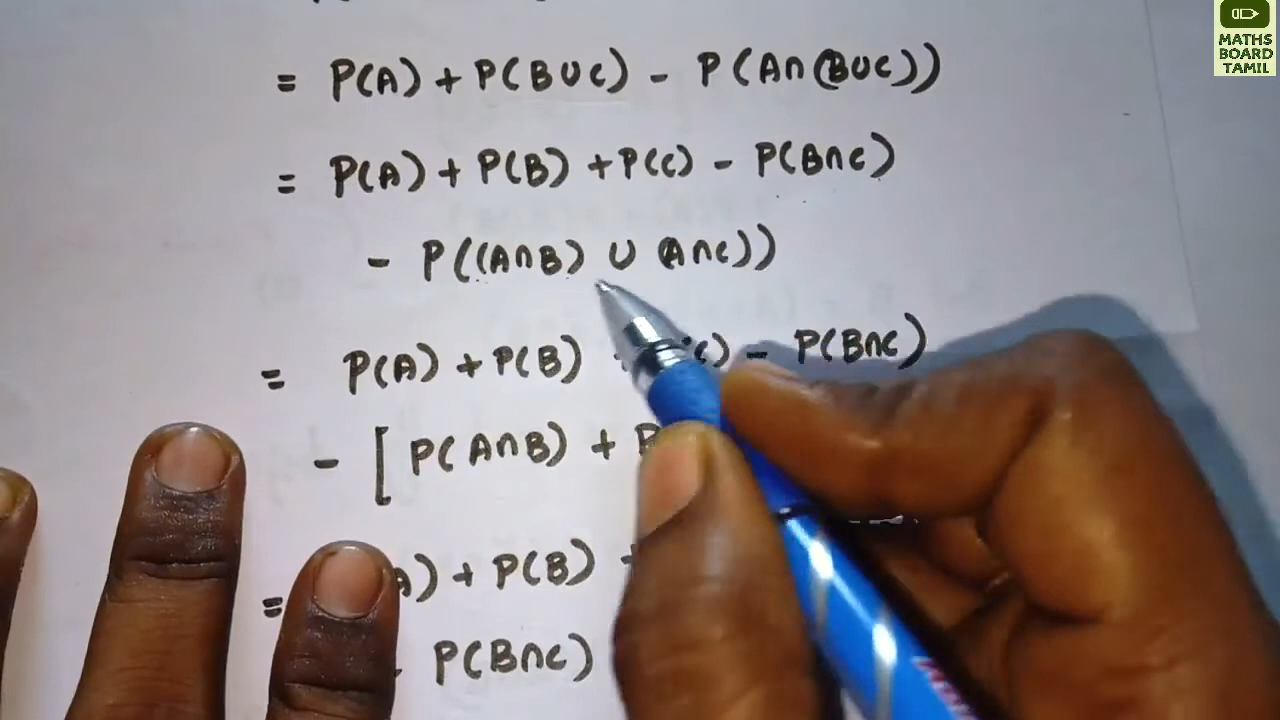 MATHS
BOARD
TAMIL
= P(A) + P(B∪C) - P(A∩(B∪C))
= P(A) + P(B) + P(C) - P(B∩C)
- P((A∩B) ∪ (A∩C))
= P(A) + P(B) C) - P(B∩C)
- [P(A∩B) + P
= A) + P(B) +
P(B∩C)